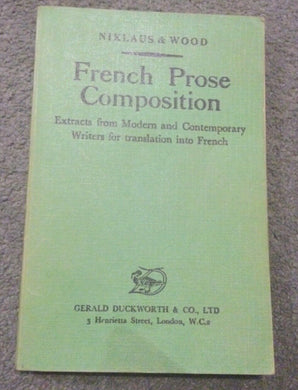 NIKLAUS & WOOD
French Prose
Composition
Extracts from Modern and Contemporary
Writers for translation into French
GERALD DUCKWORTH & CO., LTD
3 Henrietta Street, London, W.C.2